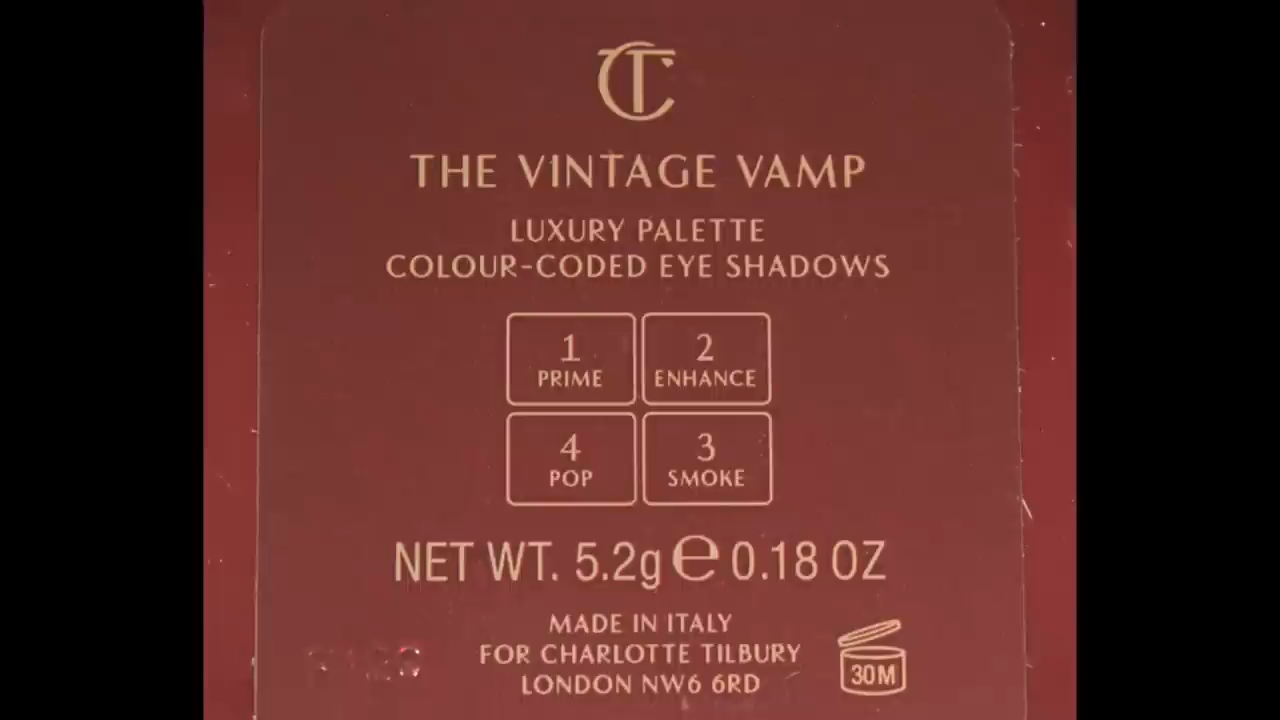 CT
THE VINTAGE VAMP
LUXURY PALETTE
COLOUR-CODED EYE SHADOWS
1 2
PRIME ENHANCE
4 3
POP SMOKE
NET WT. 5.2g e 0.18 OZ
MADE IN ITALY
FOR CHARLOTTE TILBURY
LONDON NW6 6RD
30M